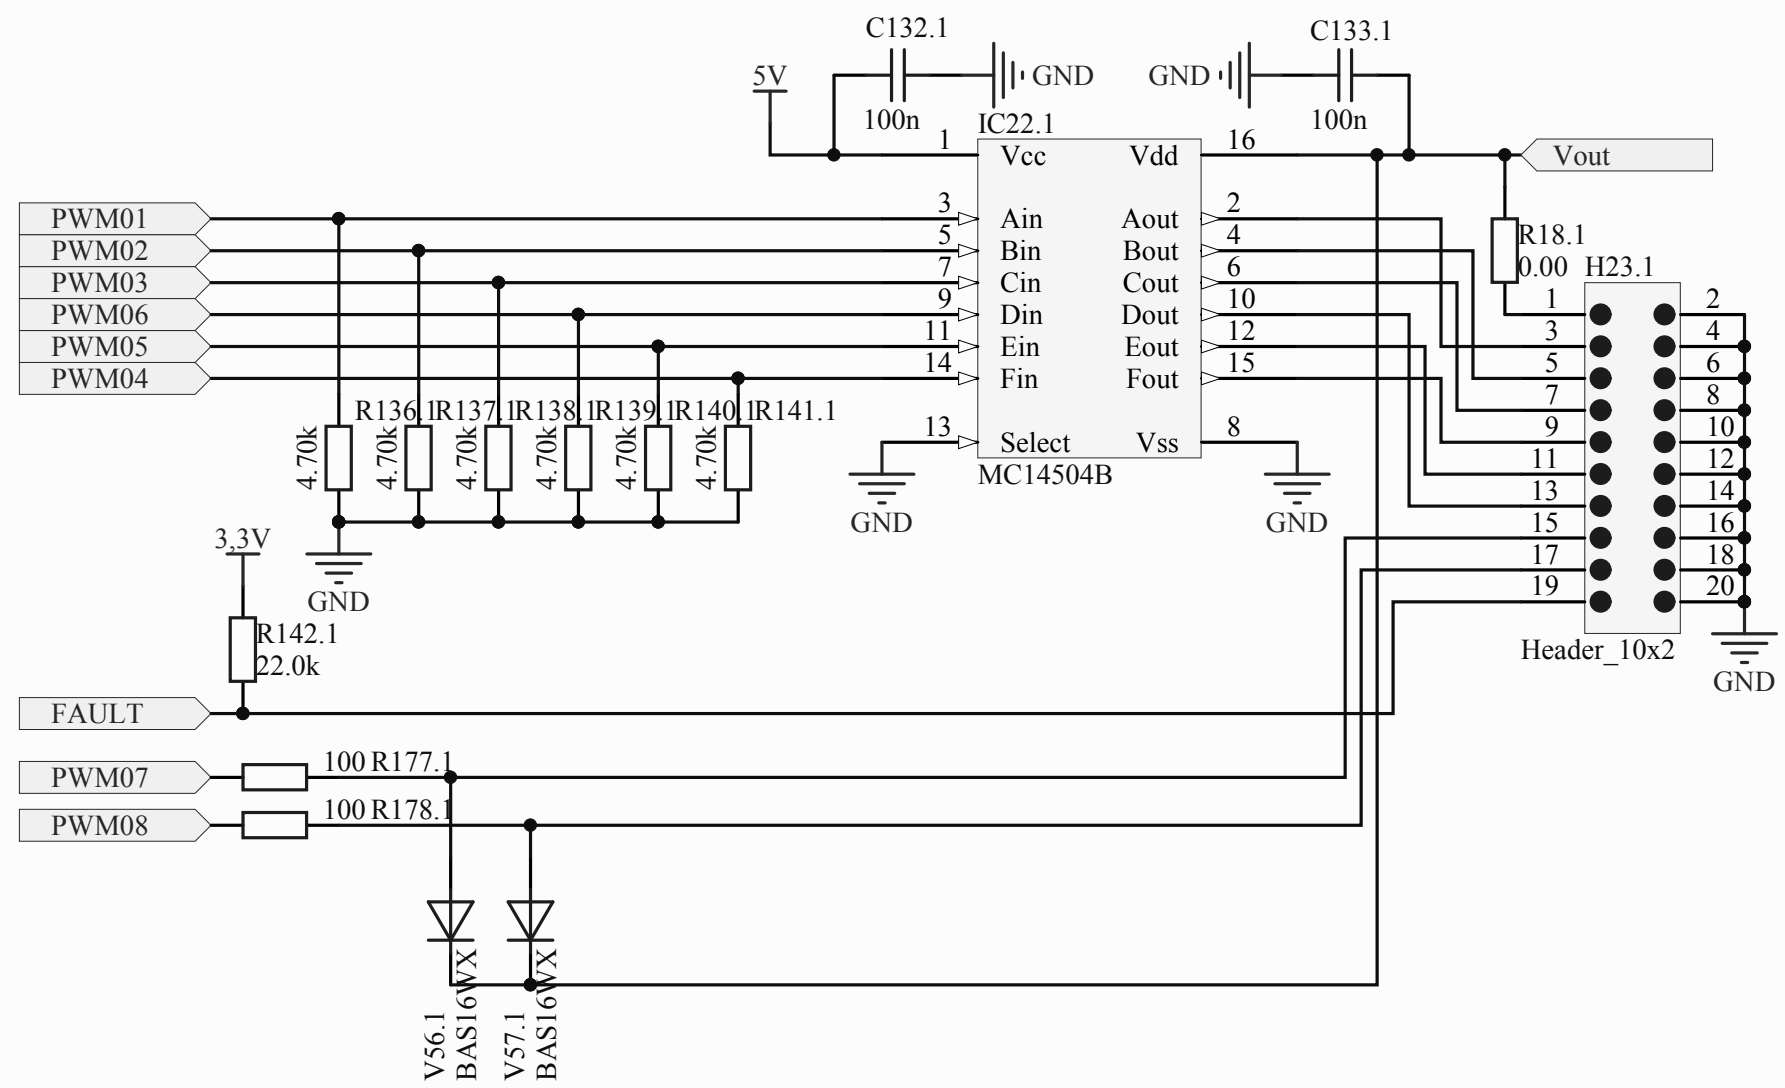 C132.1
C133.1
5V
GND
GND
100n
100n
IC22.1
1
Vcc
Vdd
16
Vout
PWM01
3
Ain
Aout
2
PWM02
5
Bin
Bout
4
R18.1
0.00
H23.1
PWM03
7
Cin
Cout
6
PWM06
9
Din
Dout
10
PWM05
11
Ein
Eout
12
PWM04
14
Fin
Fout
15
1
2
3
4
5
6
7
8
9
10
11
12
13
14
15
16
17
18
19
20
R136.1
R137.1
R138.1
R139.1
R140.1
R141.1
4.70k
4.70k
4.70k
4.70k
4.70k
4.70k
13
Select
Vss
8
MC14504B
GND
GND
3,3V
GND
R142.1
22.0k
Header_10x2
GND
FAULT
PWM07
100
R177.1
PWM08
100
R178.1
V56.1
BAS16WX
V57.1
BAS16WX